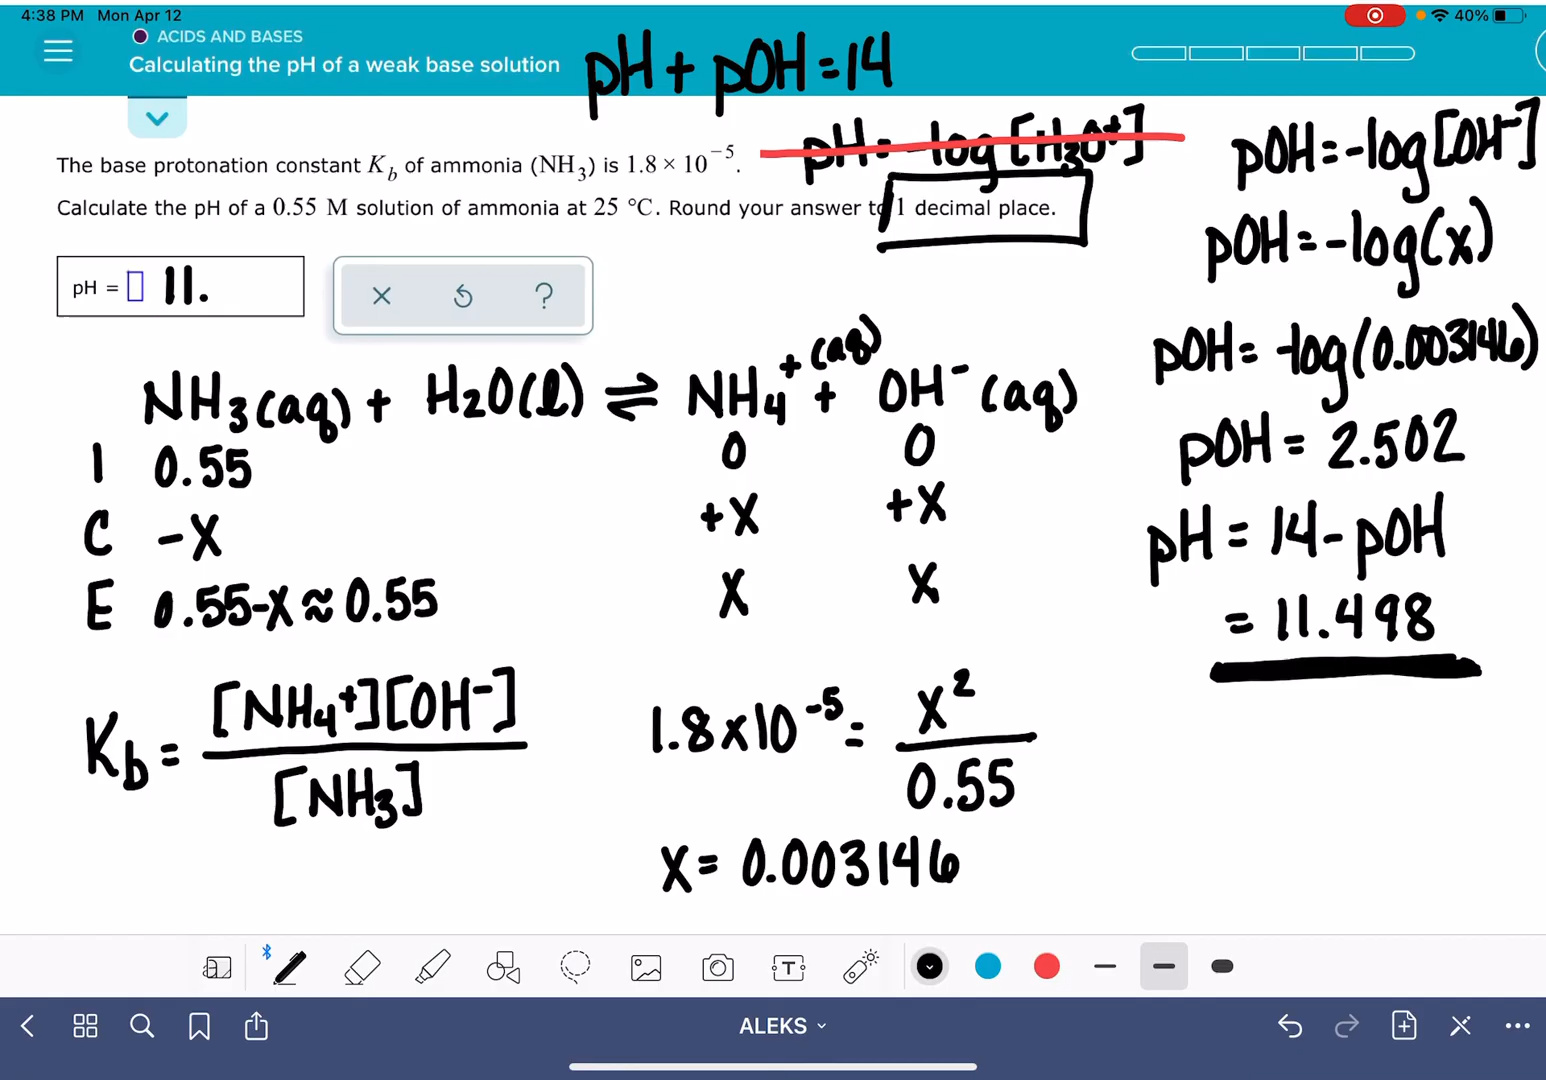 4:38 PM Mon Apr 12
40%
ACIDS AND BASES
Calculating the pH of a weak base solution
pH + pOH = 14
The base protonation constant K_b of ammonia (NH₃) is 1.8 × 10⁻⁵.
Calculate the pH of a 0.55 M solution of ammonia at 25 °C. Round your answer to 1 decimal place.
pH = -log[H₃O⁺]
pOH = -log[OH⁻]
pOH = -log(x)
pOH = -log(0.003146)
pOH = 2.502
pH = 14 - pOH
= 11.498
pH = 11.
?
NH₃(aq) + H₂O(l) ⇌ NH₄⁺(aq) + OH⁻(aq)
I 0.55 0 0
C -x +x +x
E 0.55-x ≈ 0.55 x x
K_b = [NH₄⁺][OH⁻] / [NH₃]
1.8x10⁻⁵ = x² / 0.55
x = 0.003146
T
ALEKS